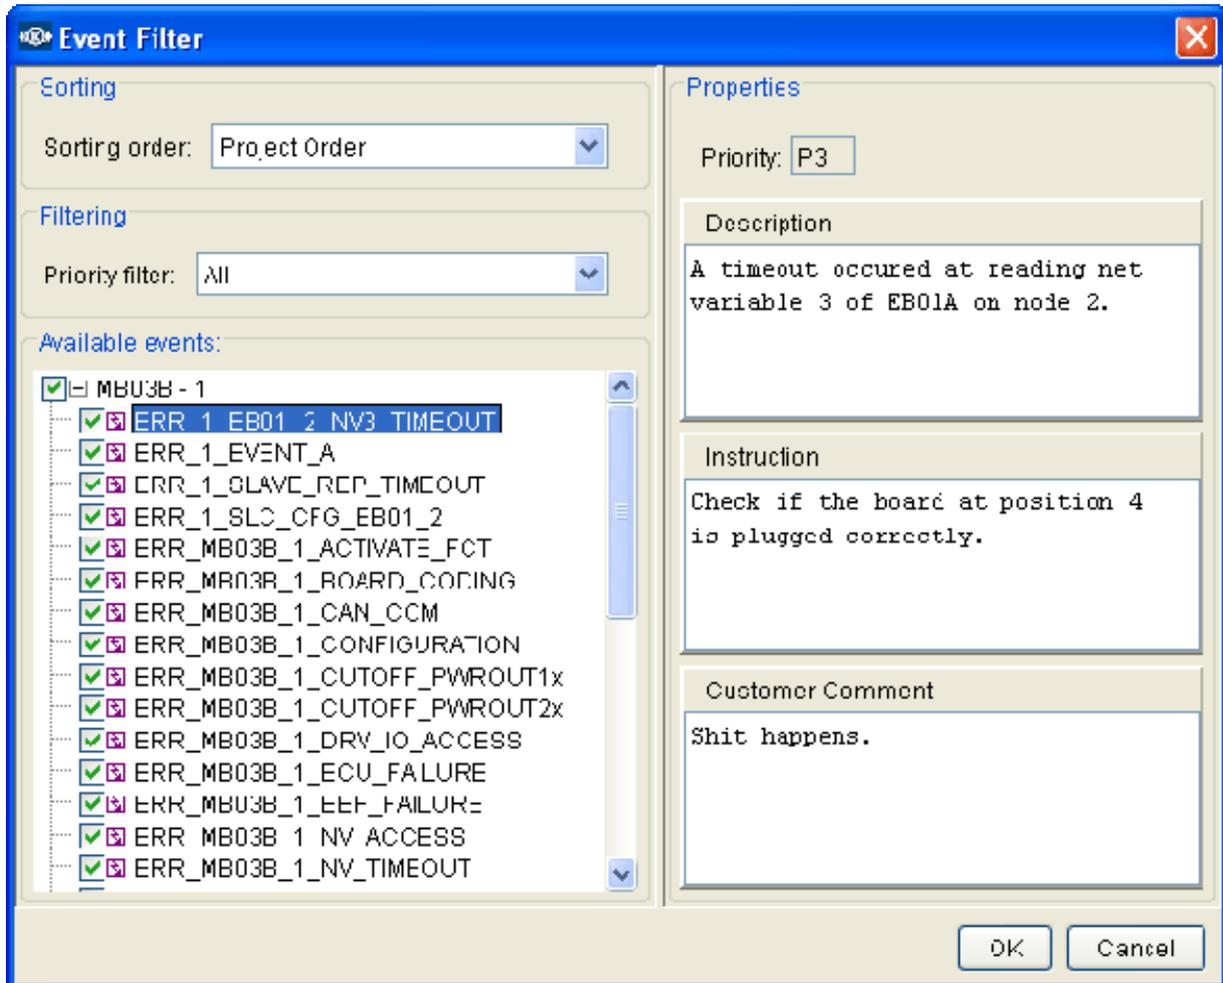 Event Filter
Sorting
Sorting order: Project Order
Filtering
Priority filter: All
Available events:
MB03B - 1
ERR_1_EB01_2_NV3_TIMEOUT
ERR_1_EVENT_A
ERR_1_SLAVE_REP_TIMEOUT
ERR_1_SLC_CFG_EB01_2
ERR_MB03B_1_ACTIVATE_FCT
ERR_MB03B_1_BOARD_CODING
ERR_MB03B_1_CAN_COM
ERR_MB03B_1_CONFIGURATION
ERR_MB03B_1_CUTOFF_PWROUT1x
ERR_MB03B_1_CUTOFF_PWROUT2x
ERR_MB03B_1_DRV_IO_ACCESS
ERR_MB03B_1_ECU_FAILURE
ERR_MB03B_1_EEP_FAILURE
ERR_MB03B_1_NV_ACCESS
ERR_MB03B_1_NV_TIMEOUT
Properties
Priority: P3
Description
A timeout occured at reading net
variable 3 of EB01A on node 2.
Instruction
Check if the board at position 4
is plugged correctly.
Customer Comment
Shit happens.
OK
Cancel